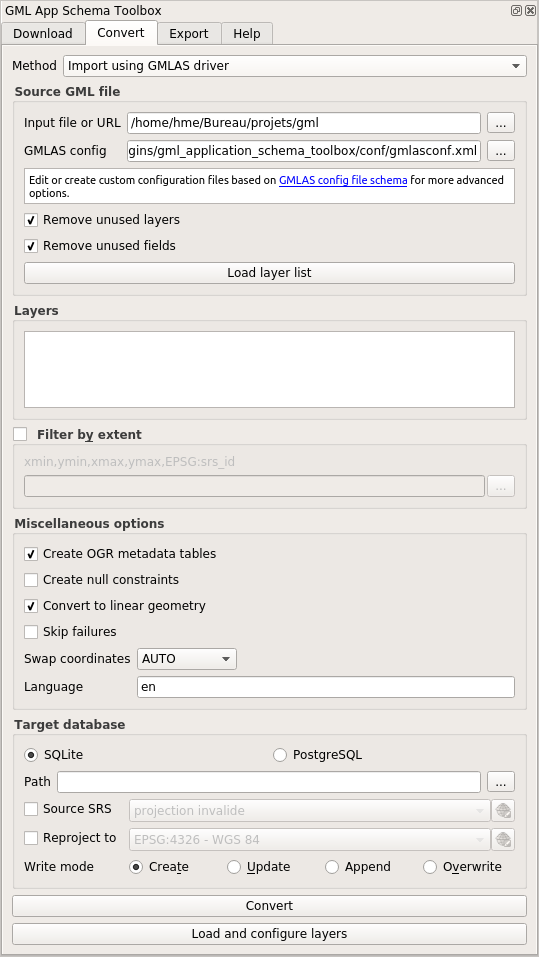 GML App Schema Toolbox
Download Convert Export Help
Method Import using GMLAS driver
Source GML file
Input file or URL /home/hme/Bureau/projets/gml ...
GMLAS config gins/gml_application_schema_toolbox/conf/gmlasconf.xml ...
Edit or create custom configuration files based on GMLAS config file schema for more advanced
options.
Remove unused layers
Remove unused fields
Load layer list
Layers
Filter by extent
xmin,ymin,xmax,ymax,EPSG:srs_id
...
Miscellaneous options
Create OGR metadata tables
Create null constraints
Convert to linear geometry
Skip failures
Swap coordinates AUTO
Language en
Target database
SQLite PostgreSQL
Path ...
Source SRS projection invalide
Reproject to EPSG:4326 - WGS 84
Write mode Create Update Append Overwrite
Convert
Load and configure layers